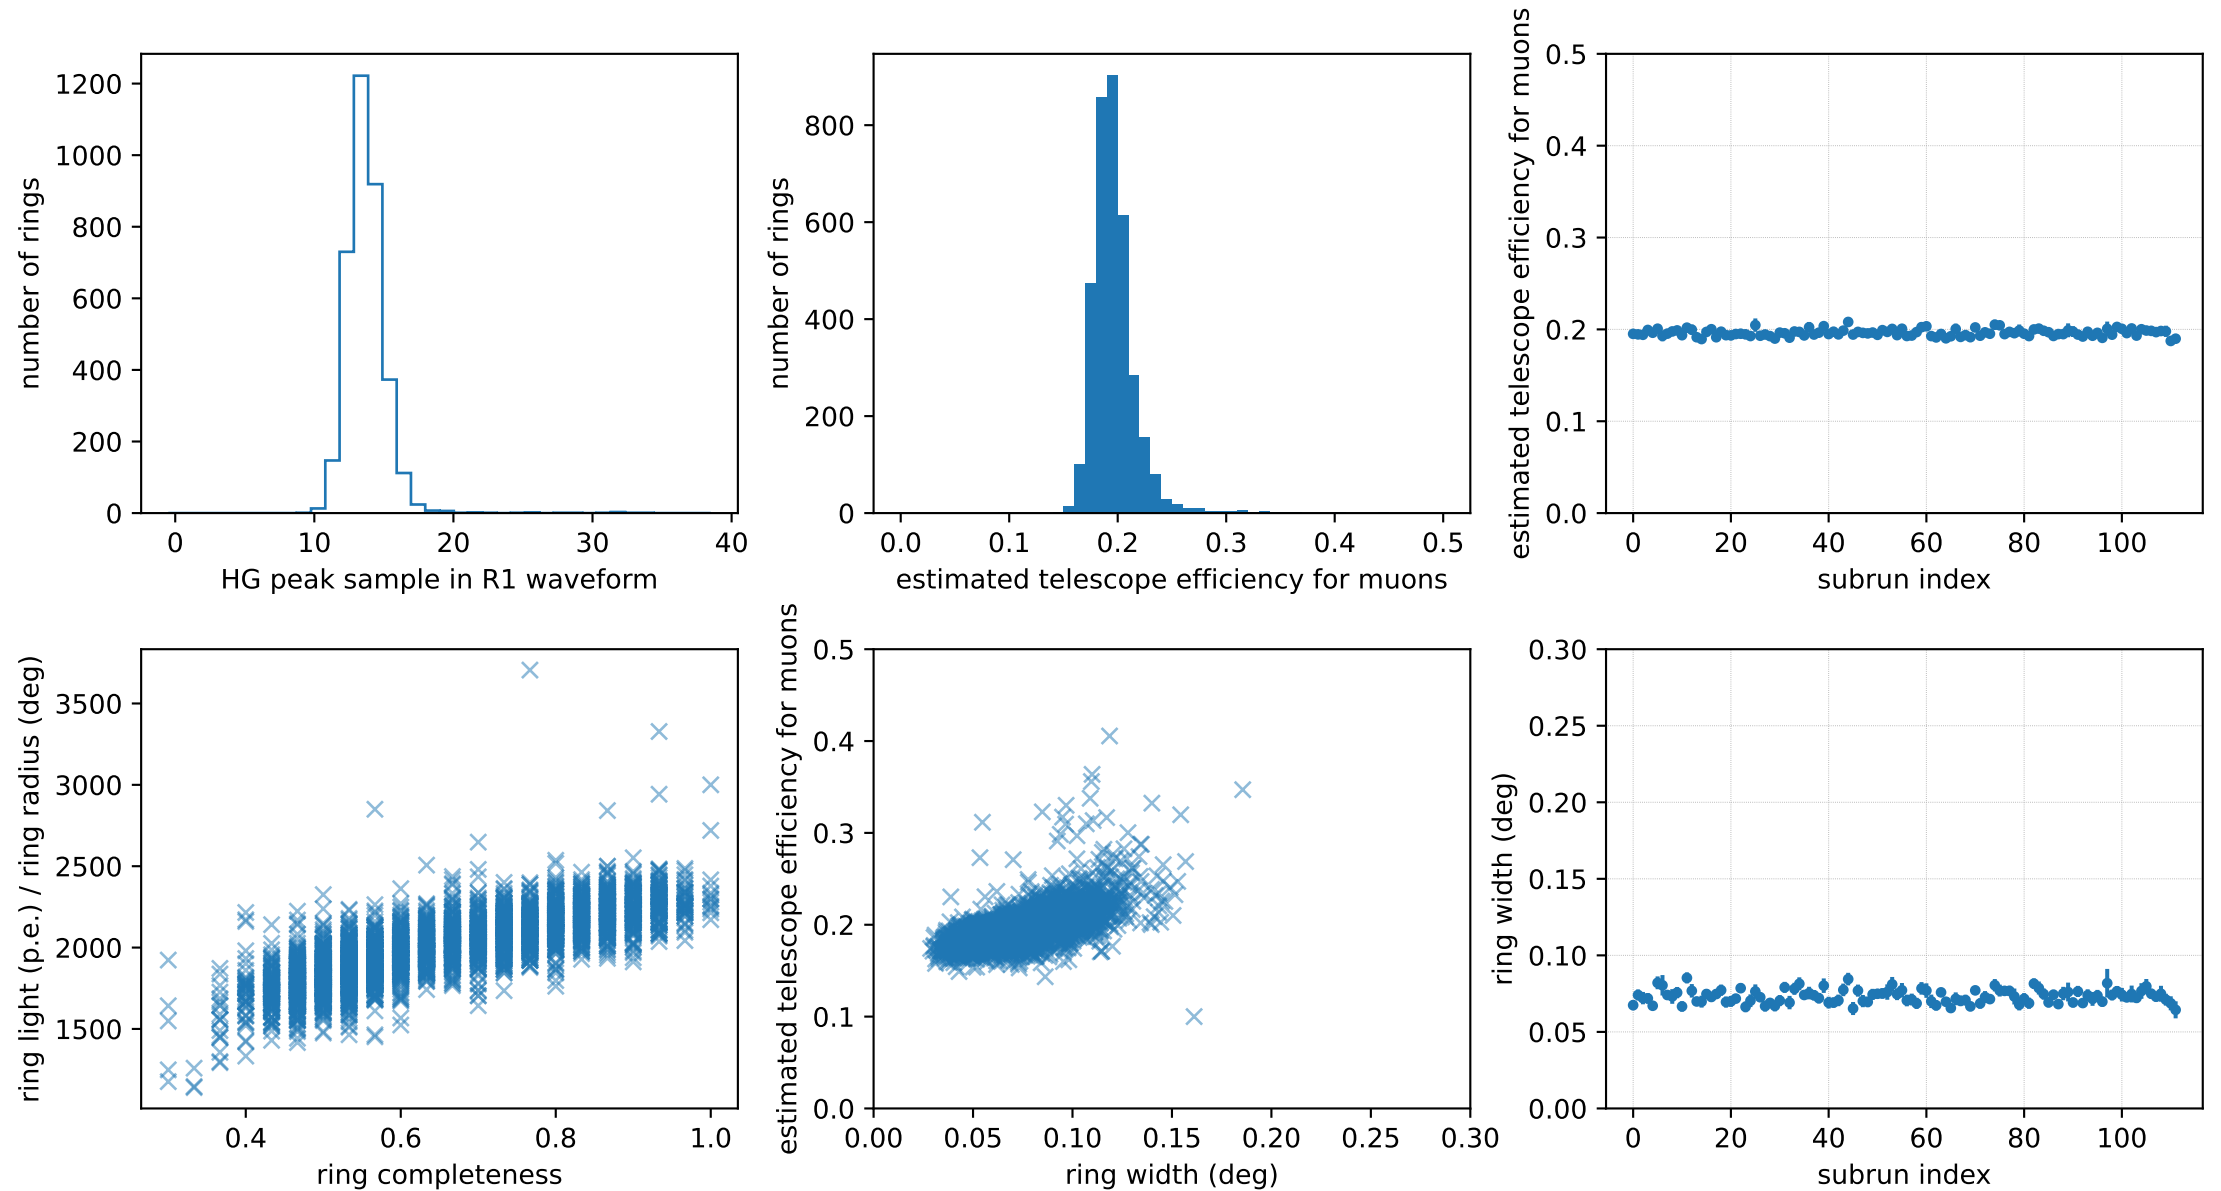 number of rings
1200
1000
800
600
400
200
0
0 10 20 30 40
HG peak sample in R1 waveform
number of rings
800
600
400
200
0
0.0 0.1 0.2 0.3 0.4 0.5
estimated telescope efficiency for muons
estimated telescope efficiency for muons
0.5
0.4
0.3
0.2
0.1
0.0
0 20 40 60 80 100
subrun index
ring light (p.e.) / ring radius (deg)
3500
3000
2500
2000
1500
0.4 0.6 0.8 1.0
ring completeness
estimated telescope efficiency for muons
0.5
0.4
0.3
0.2
0.1
0.0
0.00 0.05 0.10 0.15 0.20 0.25 0.30
ring width (deg)
ring width (deg)
0.30
0.25
0.20
0.15
0.10
0.05
0.00
0 20 40 60 80 100
subrun index